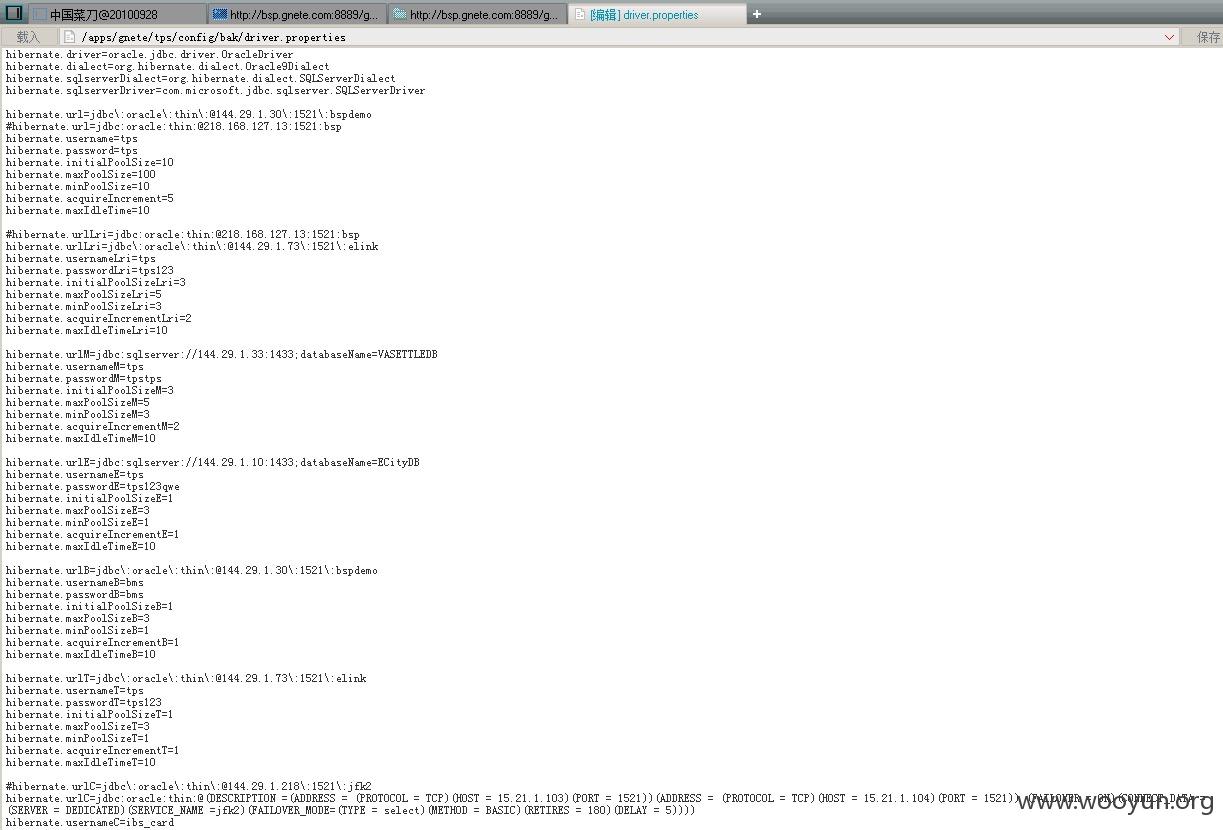 中国菜刀@20100928
http://bsp.gnete.com:8889/g...
http://bsp.gnete.com:8889/g...
[编辑] driver.properties
载入
/apps/gnete/tps/config/bak/driver.properties
保存
hibernate.driver=oracle.jdbc.driver.OracleDriver
hibernate.dialect=org.hibernate.dialect.Oracle9Dialect
hibernate.sqlserverDialect=org.hibernate.dialect.SQLServerDialect
hibernate.sqlserverDriver=com.microsoft.jdbc.sqlserver.SQLServerDriver
hibernate.url=jdbc\:oracle\:thin\:@144.29.1.30\:1521\:bspdemo
#hibernate.url=jdbc:oracle:thin:@218.168.127.13:1521:bsp
hibernate.username=tps
hibernate.password=tps
hibernate.initialPoolSize=10
hibernate.maxPoolSize=100
hibernate.minPoolSize=10
hibernate.acquireIncrement=5
hibernate.maxIdleTime=10
#hibernate.urlLri=jdbc:oracle:thin:@218.168.127.13:1521:bsp
hibernate.urlLri=jdbc\:oracle\:thin\:@144.29.1.73\:1521\:elink
hibernate.usernameLri=tps
hibernate.passwordLri=tps123
hibernate.initialPoolSizeLri=3
hibernate.maxPoolSizeLri=5
hibernate.minPoolSizeLri=3
hibernate.acquireIncrementLri=2
hibernate.maxIdleTimeLri=10
hibernate.urlM=jdbc:sqlserver://144.29.1.33:1433;databaseName=VASETTLEDB
hibernate.usernameM=tps
hibernate.passwordM=tpstps
hibernate.initialPoolSizeM=3
hibernate.maxPoolSizeM=5
hibernate.minPoolSizeM=3
hibernate.acquireIncrementM=2
hibernate.maxIdleTimeM=10
hibernate.urlE=jdbc:sqlserver://144.29.1.10:1433;databaseName=ECityDB
hibernate.usernameE=tps
hibernate.passwordE=tps123qwe
hibernate.initialPoolSizeE=1
hibernate.maxPoolSizeE=3
hibernate.minPoolSizeE=1
hibernate.acquireIncrementE=1
hibernate.maxIdleTimeE=10
hibernate.urlB=jdbc\:oracle\:thin\:@144.29.1.30\:1521\:bspdemo
hibernate.usernameB=bms
hibernate.passwordB=bms
hibernate.initialPoolSizeB=1
hibernate.maxPoolSizeB=3
hibernate.minPoolSizeB=1
hibernate.acquireIncrementB=1
hibernate.maxIdleTimeB=10
hibernate.urlT=jdbc\:oracle\:thin\:@144.29.1.73\:1521\:elink
hibernate.usernameT=tps
hibernate.passwordT=tps123
hibernate.initialPoolSizeT=1
hibernate.maxPoolSizeT=3
hibernate.minPoolSizeT=1
hibernate.acquireIncrementT=1
hibernate.maxIdleTimeT=10
#hibernate.urlC=jdbc\:oracle\:thin\:@144.29.1.218\:1521\:jfk2
hibernate.urlC=jdbc:oracle:thin:@(DESCRIPTION =(ADDRESS = (PROTOCOL = TCP)(HOST = 15.21.1.103)(PORT = 1521))(ADDRESS = (PROTOCOL = TCP)(HOST = 15.21.1.104)(PORT = 1521))
(SERVER = DEDICATED)(SERVICE_NAME =jfk2)(FAILOVER_MODE=(TYPE = select)(METHOD = BASIC)(RETIRES = 180)(DELAY = 5))))
hibernate.usernameC=ibs_card
www.wooyun.org